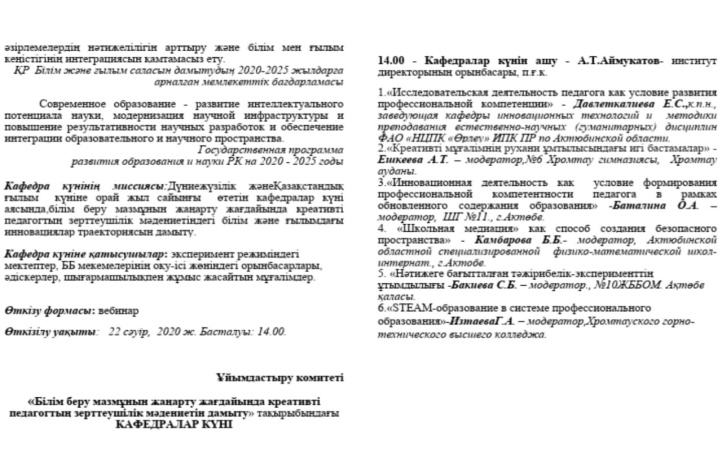 әзірлемелердің нәтижелілігін арттыру және білім мен ғылым
кеңістігінің интеграциясын қамтамасыз ету.
ҚР Білім және ғылым саласын дамытудың 2020-2025 жылдарға
арналған мемлекеттік бағдарламасы
Современное образование - развитие интеллектуального
потенциала науки, модернизация научной инфраструктуры и
повышение результативности научных разработок и обеспечение
интеграции образовательного и научного пространства.
Государственная программа
развития образования и науки РК на 2020 - 2025 годы
Кафедра күнінің миссиясы:Дүниежүзілік жәнеҚазақстандық
ғылым күніне орай жыл сайынғы өтетін кафедралар күні
аясында,білім беру мазмұнын жаңарту жағдайында креативті
педагогтың зерттеушілік мәдениетіндегі білім және ғылымдағы
инновациялар траекториясын дамыту.
Кафедра күніне қатысушылар: эксперимент режиміндегі
мектептер, ББ мекемелерінің оқу-ісі жөніндегі орынбасарлары,
әдіскерлер, шығармашылықпен жұмыс жасайтын мұғалімдер.
Өткізу формасы: вебинар
Өткізілу уақыты: 22 сәуір, 2020 ж. Басталуы: 14.00.
Ұйымдастыру комитеті
«Білім беру мазмұнын жаңарту жағдайында креативті
педагогтың зерттеушілік мәдениетін дамыту» тақырыбындағы
КАФЕДРАЛАР КҮНІ
14.00 - Кафедралар күнін ашу - А.Т.Аймукатов- институт
директорының орынбасары, п.ғ.к.
1.«Исследовательская деятельность педагога как условие развития
профессиональной компетенции» - Давлеткалиева Е.С.,к.п.н.,
заведующая кафедры инновационных технологий и методики
преподавания естественно-научных (гуманитарных) дисциплин
ФАО «НЦПК «Өрлеу» ИПК ПР по Актюбинской области.
2.«Креативті мұғалімнің рухани ұмтылысындағы игі бастамалар» -
Ешкеева А.Т. – модератор,№6 Хромтау гимназиясы, Хромтау
ауданы.
3.«Инновационная деятельность как условие формирования
профессиональной компетентности педагога в рамках
обновленного содержания образования» -Баталина О.А. –
модератор, ШГ №11., г.Актөбе.
4. «Школьная медиация» как способ создания безопасного
пространства» - Камбарова Б.Б.- модератор, Актюбинской
областной специализированной физико-математической школ-
интернат., г.Актобе.
5. «Нәтижеге бағытталған тәжірибелік-эксперименттің
ұтымдылығы» -Бакиева С.Б. – модератор., №10ЖББОМ. Ақтөбе
қаласы.
6.«STEAM-образование в системе профессионального
образования»-ИзтаеваГ.А. – модератор,Хромтауского горно-
технического высшего колледжа.